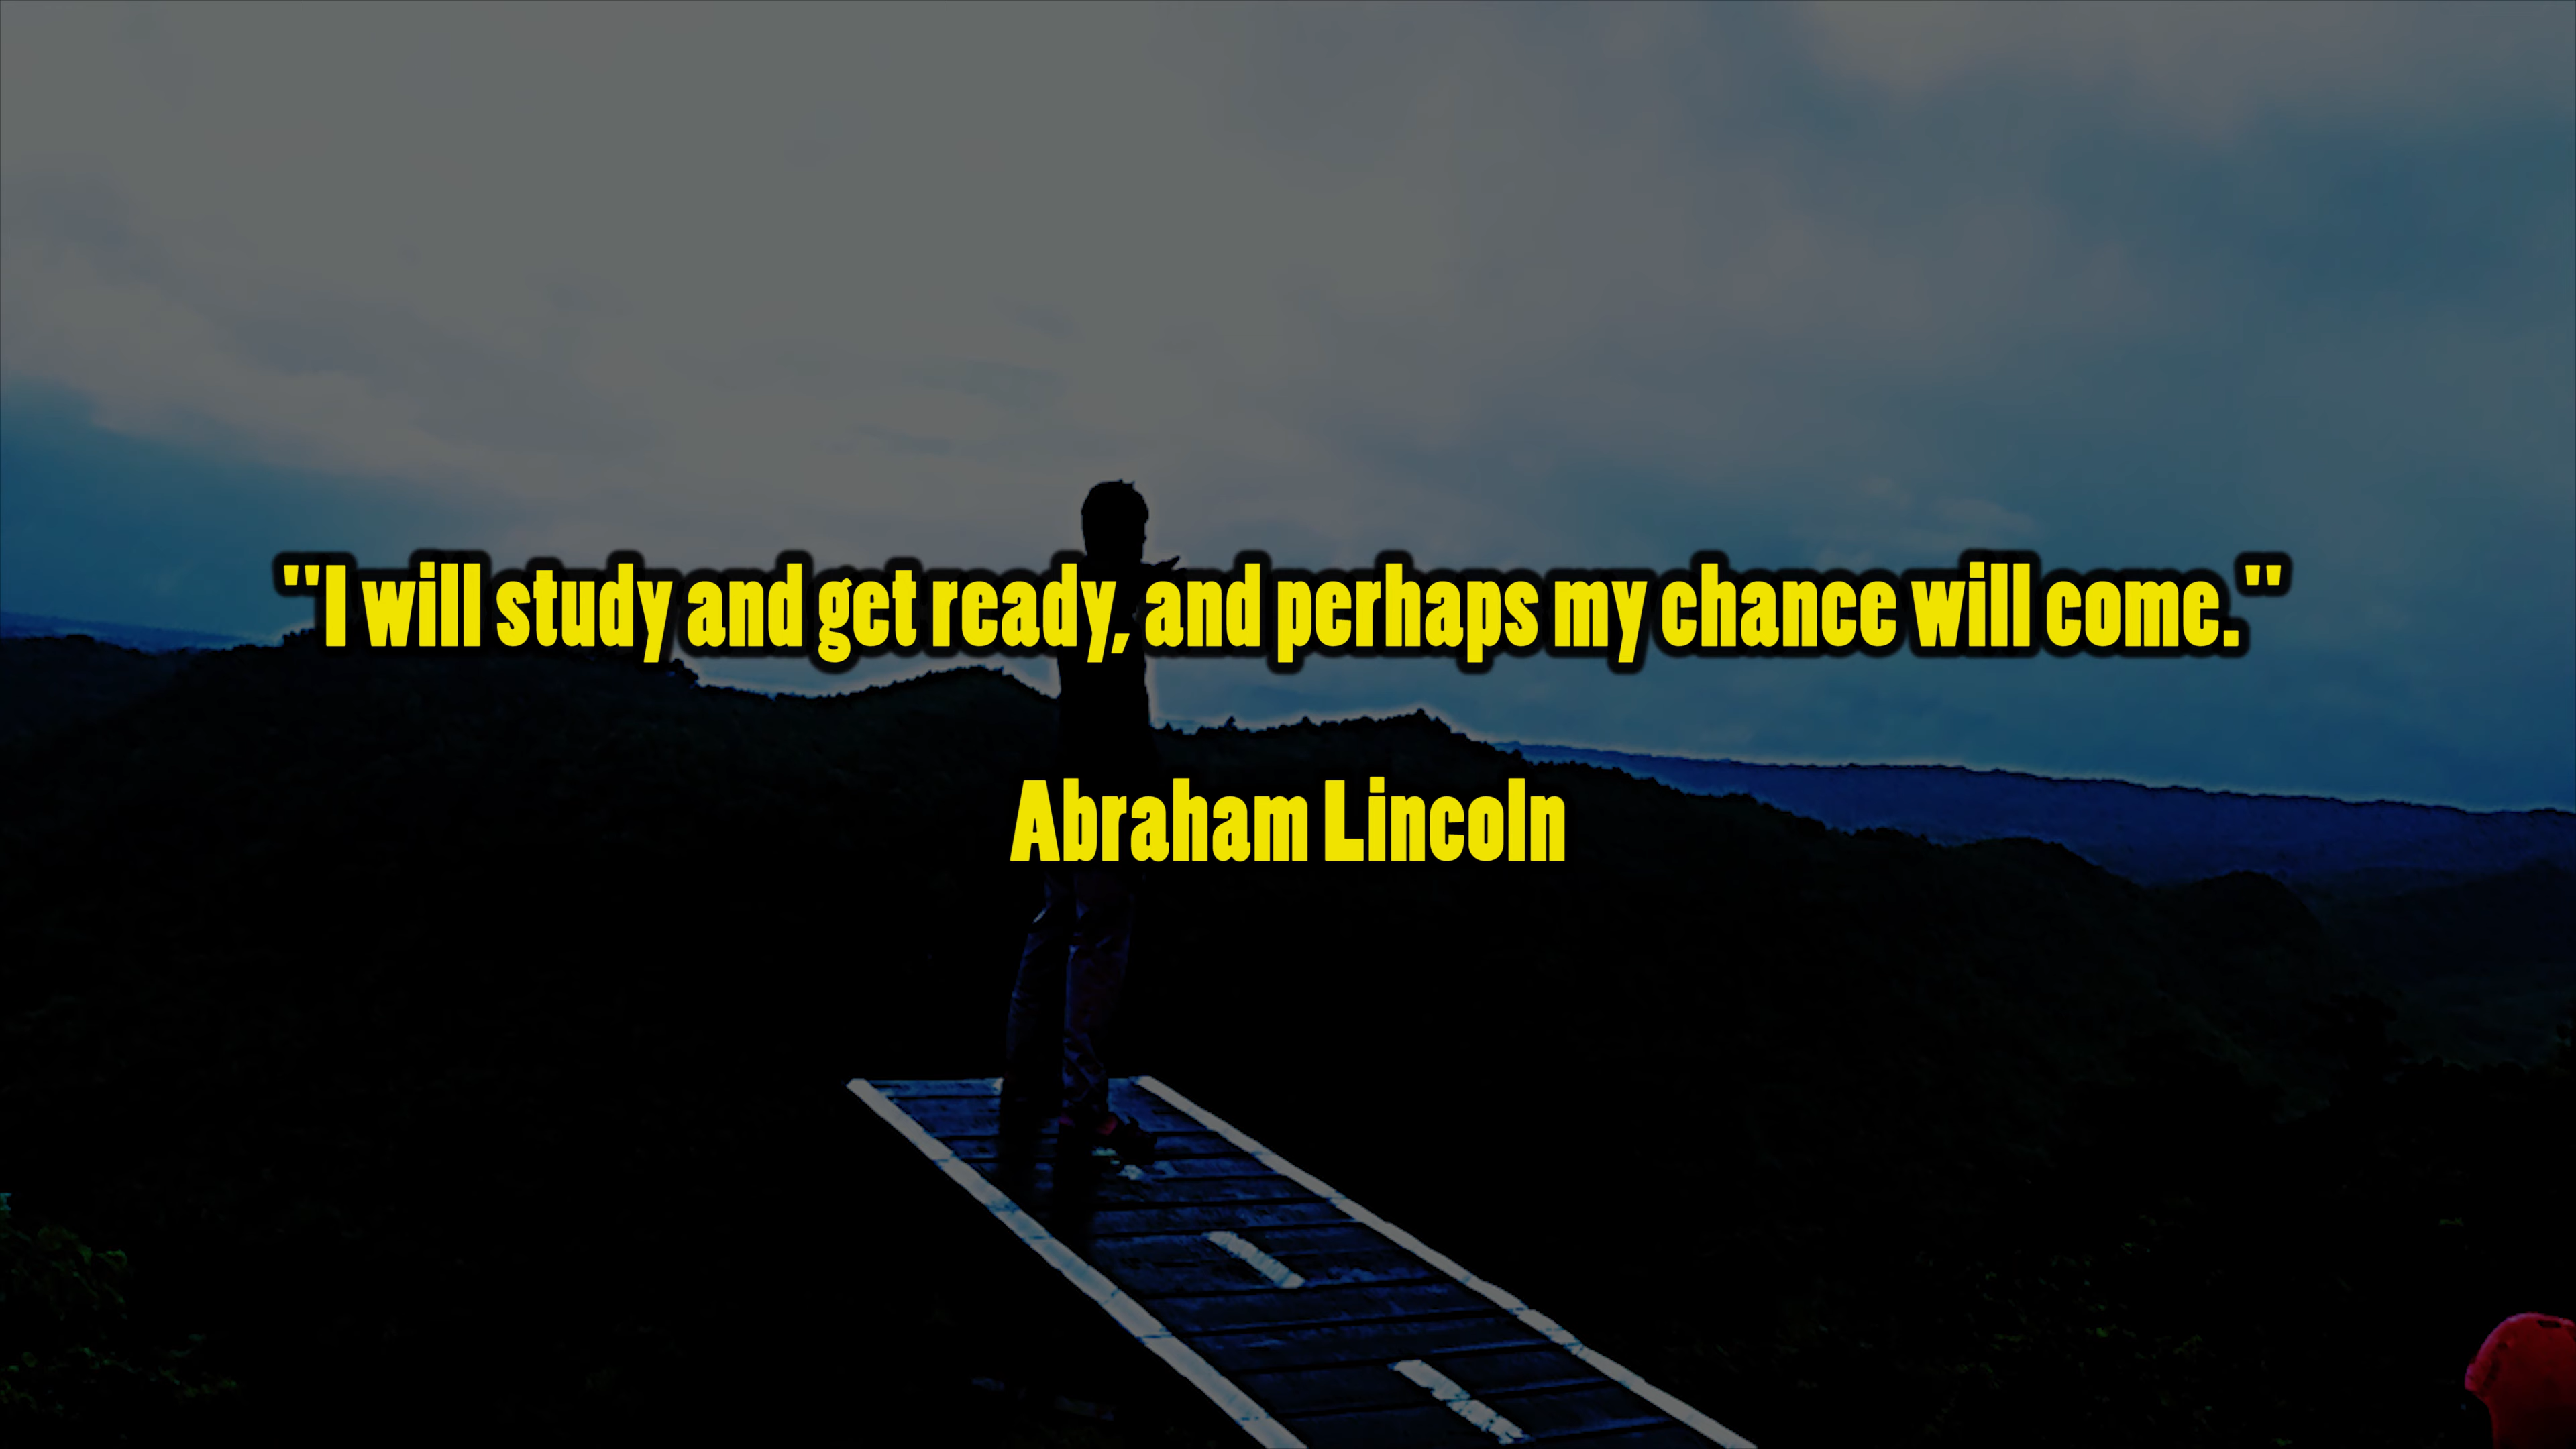 "I will study and get ready, and perhaps my chance will come."
Abraham Lincoln